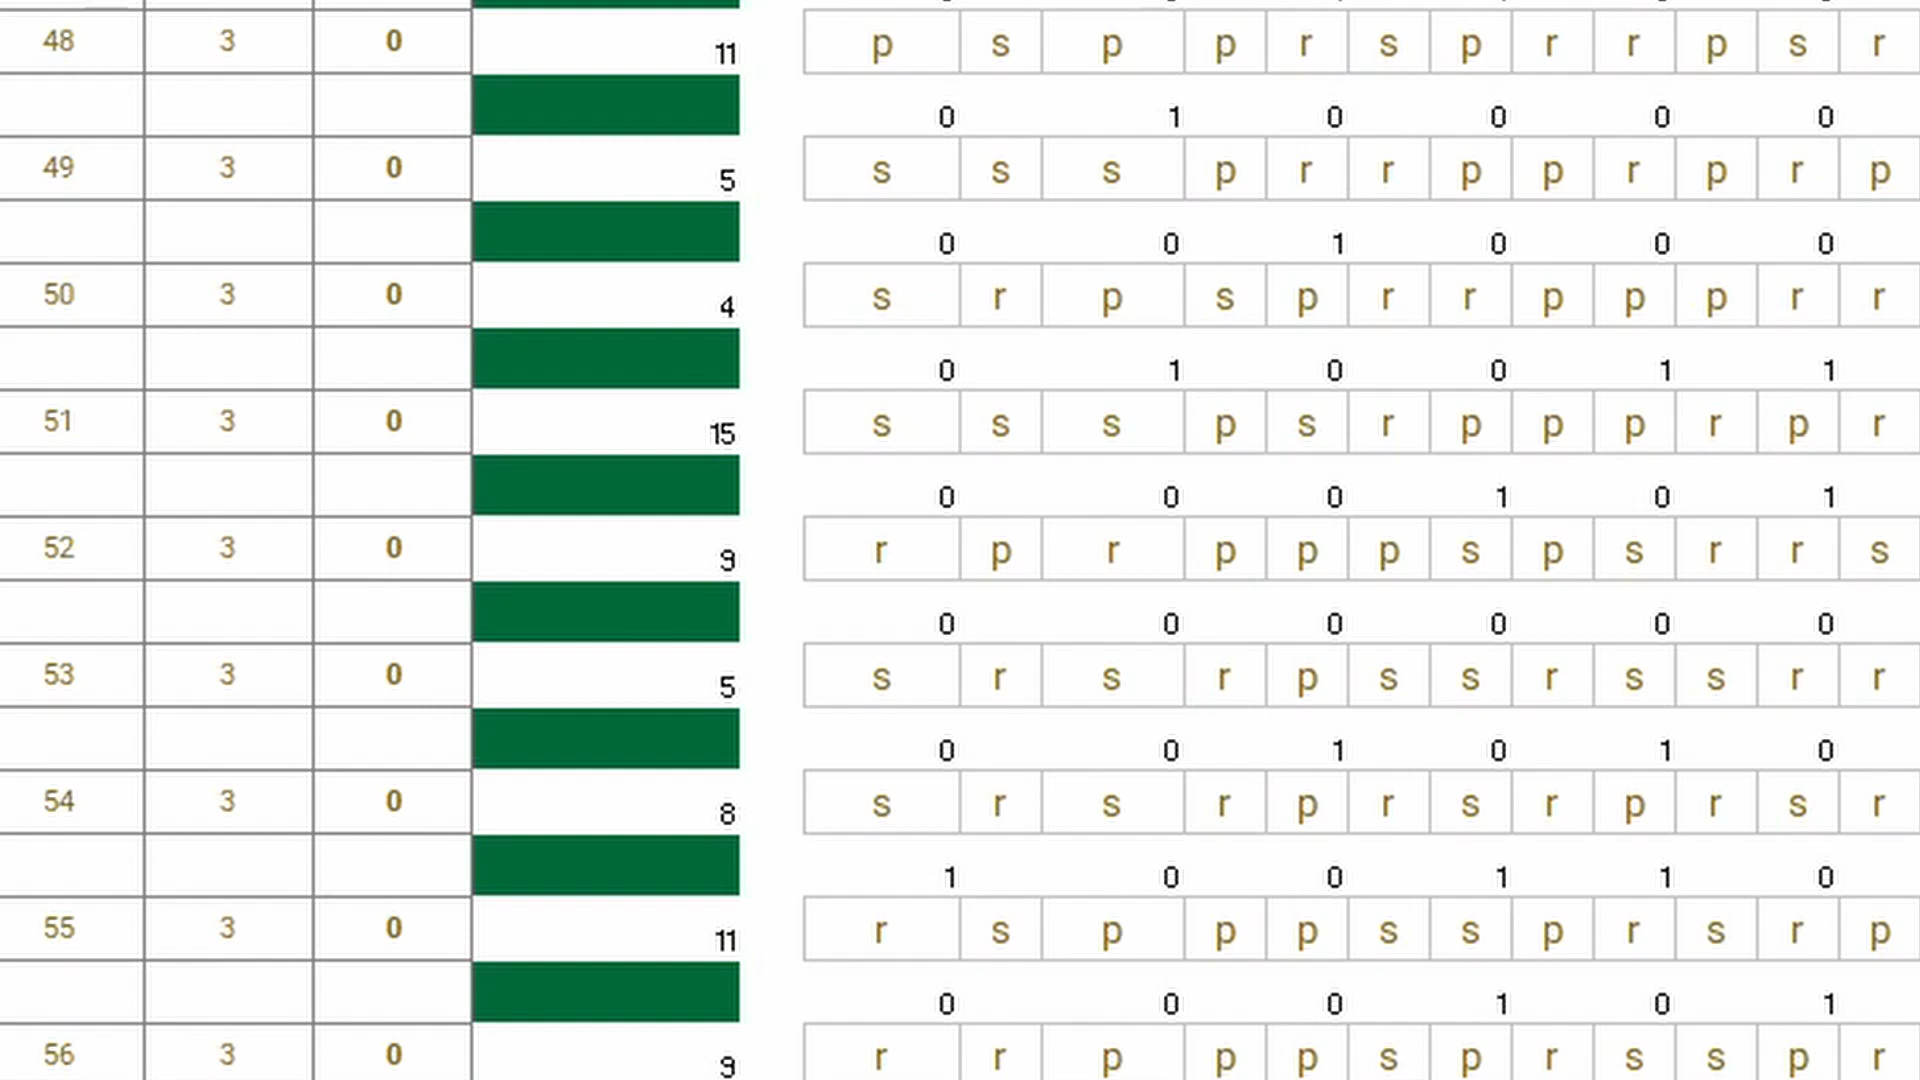 48 3 0 11 p s p p r s p r r p s r
0 1 0 0 0 0
49 3 0 5 s s s p r r p p r p r p
0 0 1 0 0 0
50 3 0 4 s r p s p r r p p p r r
0 1 0 0 1 1
51 3 0 15 s s s p s r p p p r p r
0 0 0 1 0 1
52 3 0 9 r p r p p p s p s r r s
0 0 0 0 0 0
53 3 0 5 s r s r p s s r s s r r
0 0 1 0 1 0
54 3 0 8 s r s r p r s r p r s r
1 0 0 1 1 0
55 3 0 11 r s p p p s s p r s r p
0 0 0 1 0 1
56 3 0 9 r r p p p s p r s s p r